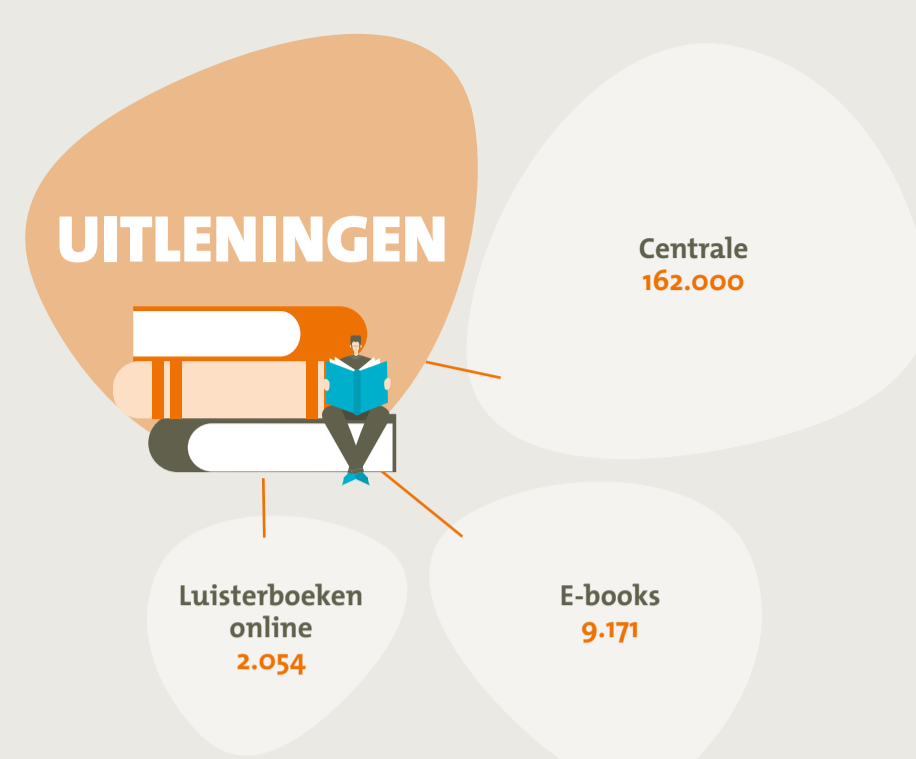 UITLENINGEN
Centrale
162.000
Luisterboeken
online
2.054
E-books
9.171